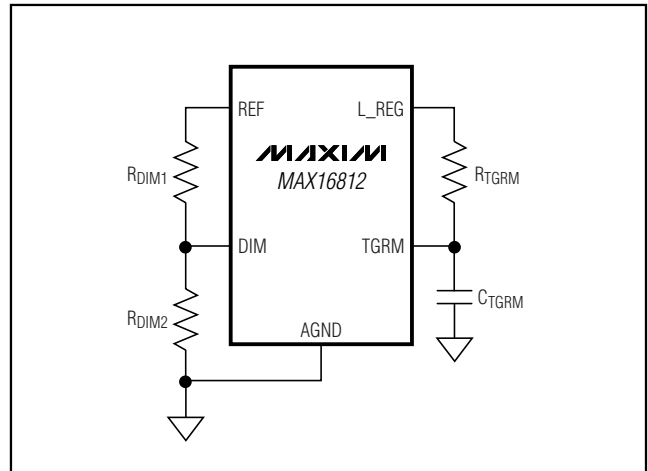 REF
L_REG
MAXIM
MAX16812
RDIM1
RTGRM
DIM
TGRM
RDIM2
CTGRM
AGND